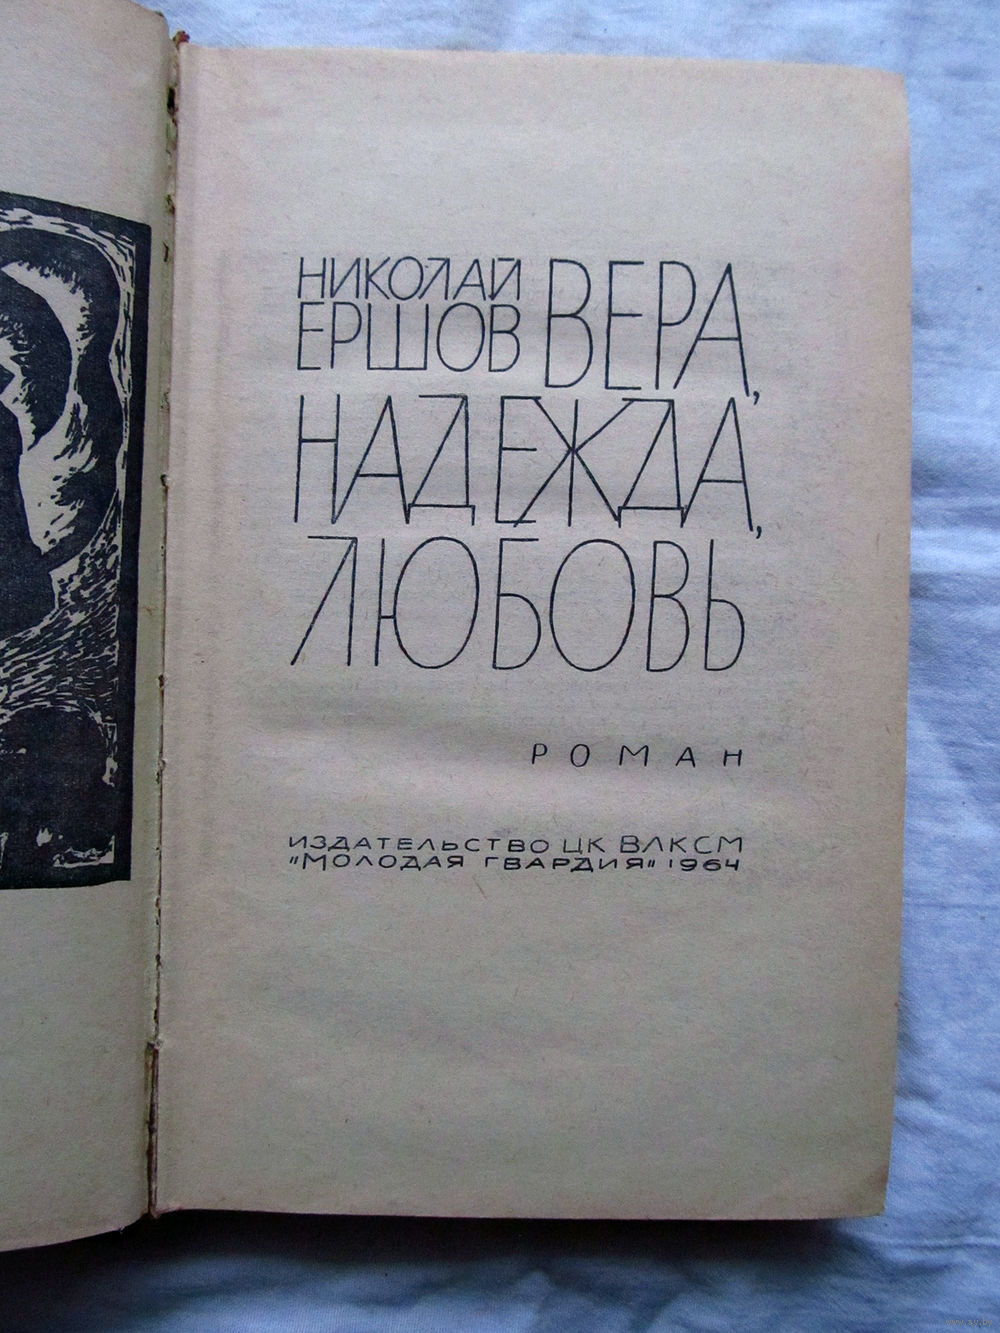 НИКОЛАЙ
ЕРШОВ
ВЕРА,
НАДЕЖДА,
ЛЮБОВЬ
РОМАН
ИЗДАТЕЛЬСТВО ЦК ВЛКСМ
"МОЛОДАЯ ГВАРДИЯ" 1964